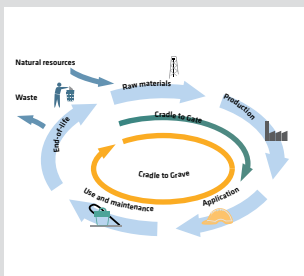 Natural resources
Raw materials
Waste
Production
Cradle to Gate
End-of-life
Cradle to Grave
Use and maintenance
Application